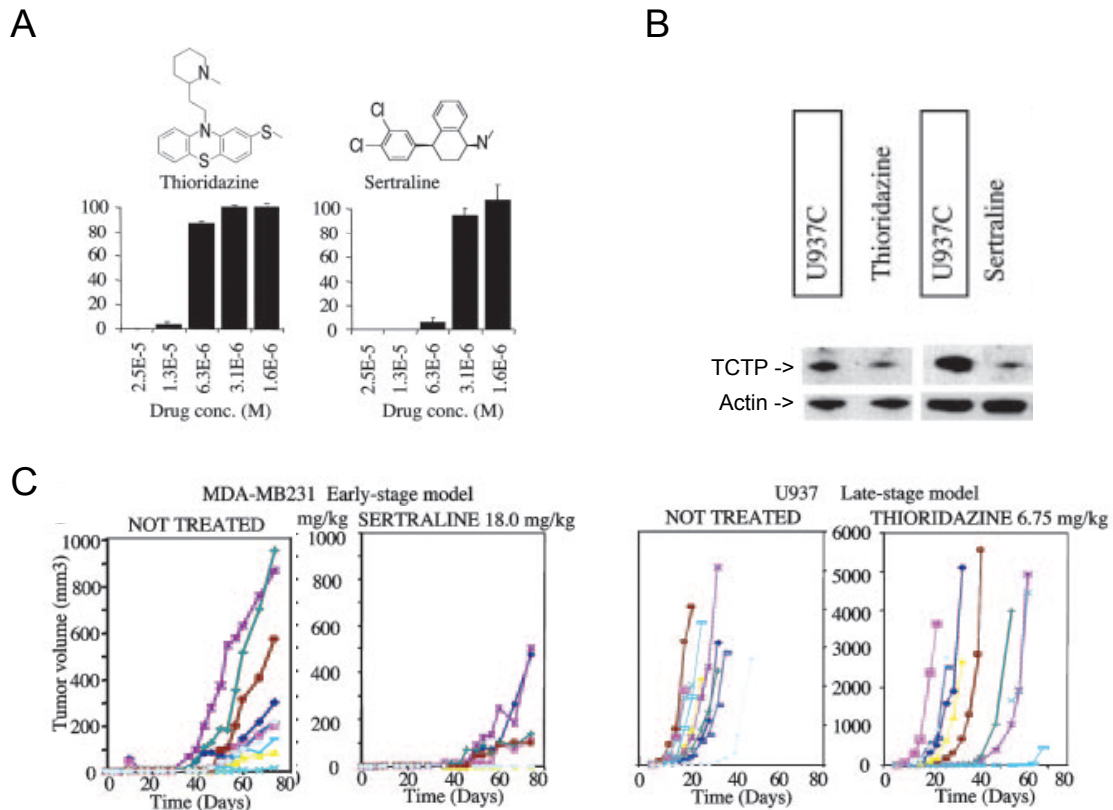 A
N
N
S
S
Thioridazine
Cl
Cl
N
Sertraline
100
80
60
40
20
0
2.5E-5
1.3E-5
6.3E-6
3.1E-6
1.6E-6
Drug conc. (M)
100
80
60
40
20
0
2.5E-5
1.3E-5
6.3E-6
3.1E-6
1.6E-6
Drug conc. (M)
B
U937C
Thioridazine
U937C
Sertraline
TCTP ->
Actin ->
C
MDA-MB231 Early-stage model
NOT TREATED
mg/kg
SERTRALINE 18.0 mg/kg
Tumor volume (mm3)
1000
800
600
400
200
0
0 20 40 60 80
Time (Days)
1000
800
600
400
200
0
0 20 40 60 80
Time (Days)
U937 Late-stage model
NOT TREATED
THIORIDAZINE 6.75 mg/kg
0 20 40 60 80
Time (Days)
6000
5000
4000
3000
2000
1000
0
20 40 60 80
Time (Days)